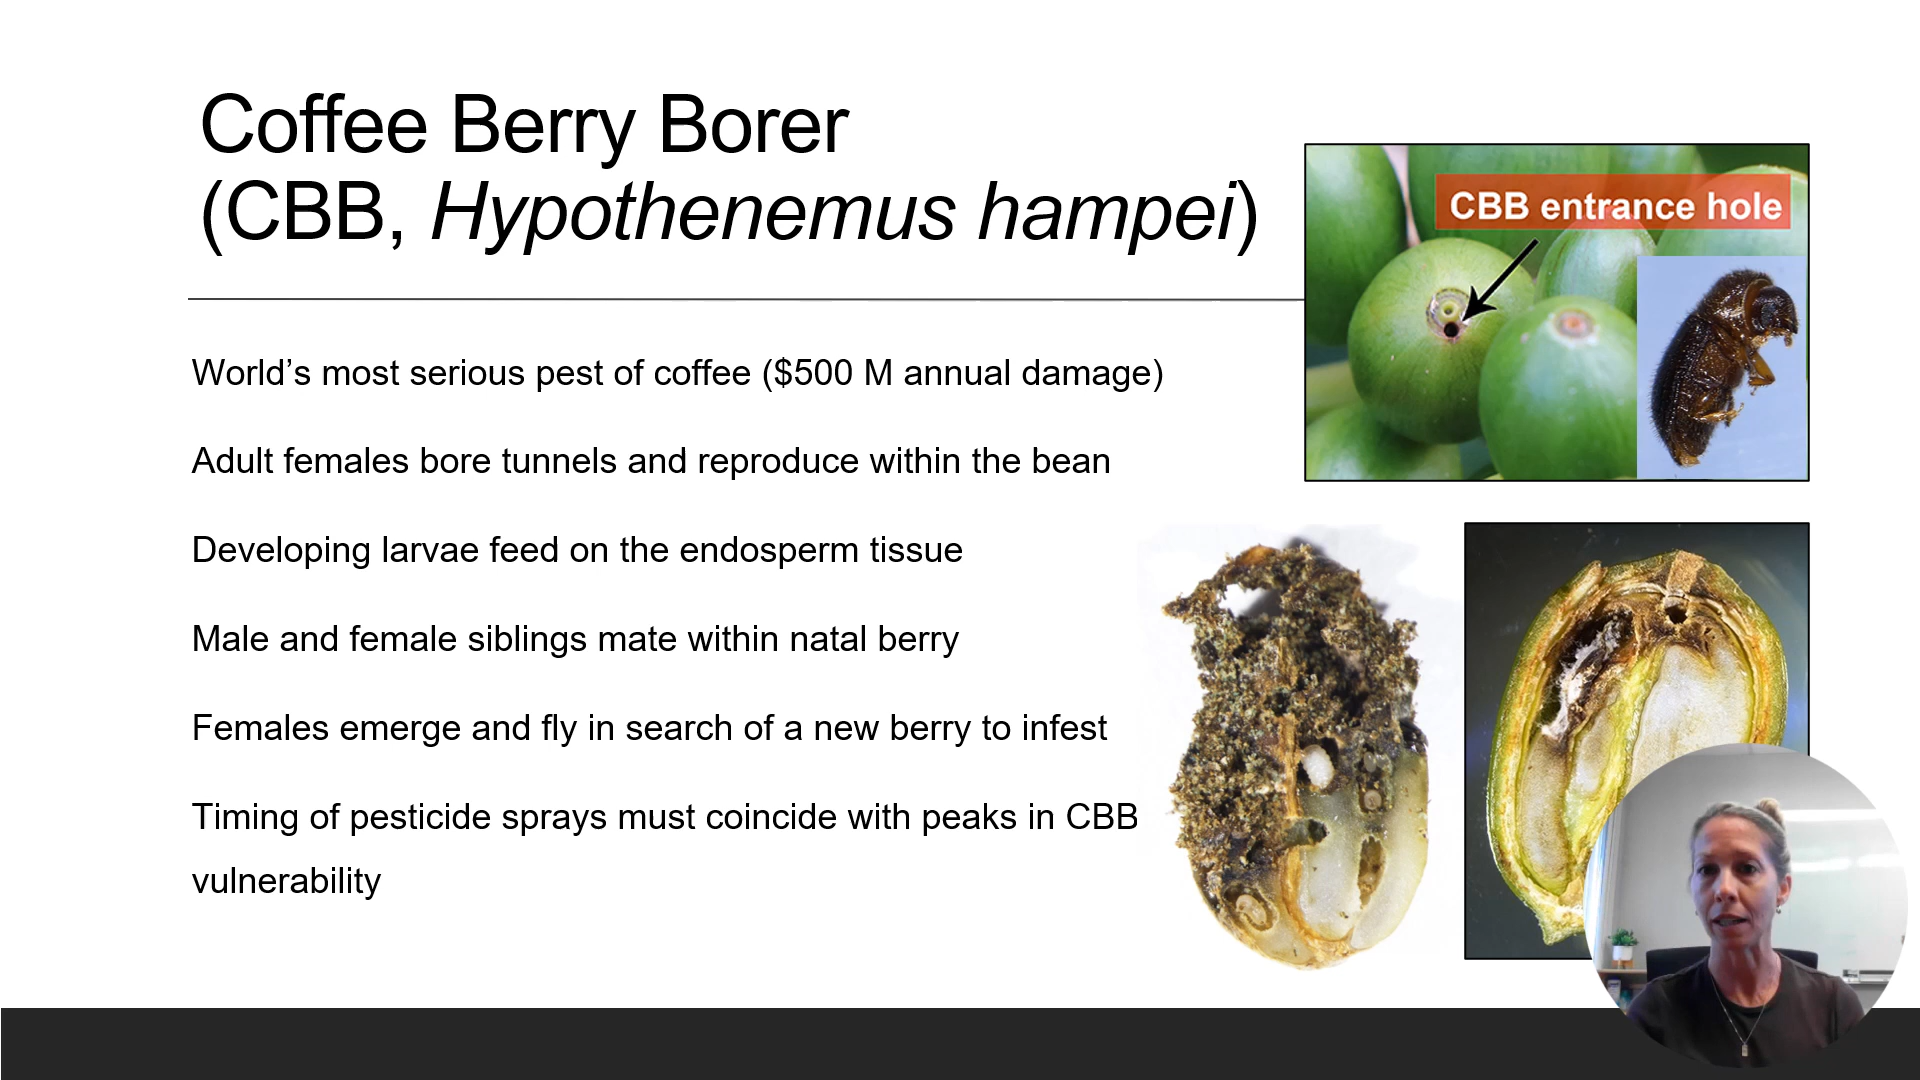 Coffee Berry Borer
(CBB, Hypothenemus hampei)
CBB entrance hole
World’s most serious pest of coffee ($500 M annual damage)
Adult females bore tunnels and reproduce within the bean
Developing larvae feed on the endosperm tissue
Male and female siblings mate within natal berry
Females emerge and fly in search of a new berry to infest
Timing of pesticide sprays must coincide with peaks in CBB
vulnerability